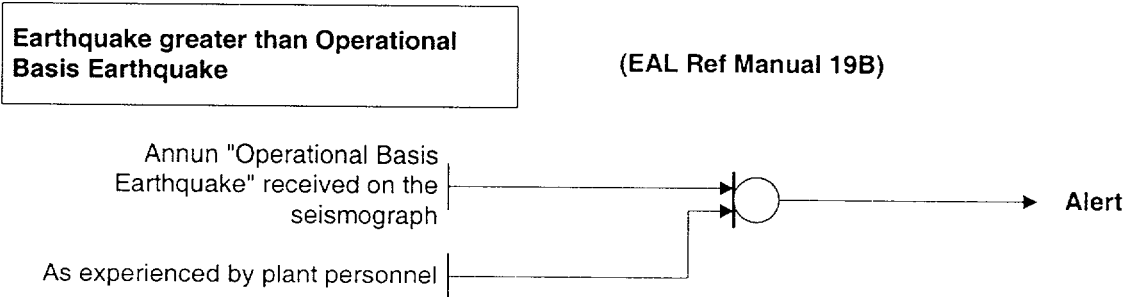 Earthquake greater than Operational
Basis Earthquake
(EAL Ref Manual 19B)
Annun "Operational Basis
Earthquake" received on the
seismograph
Alert
As experienced by plant personnel